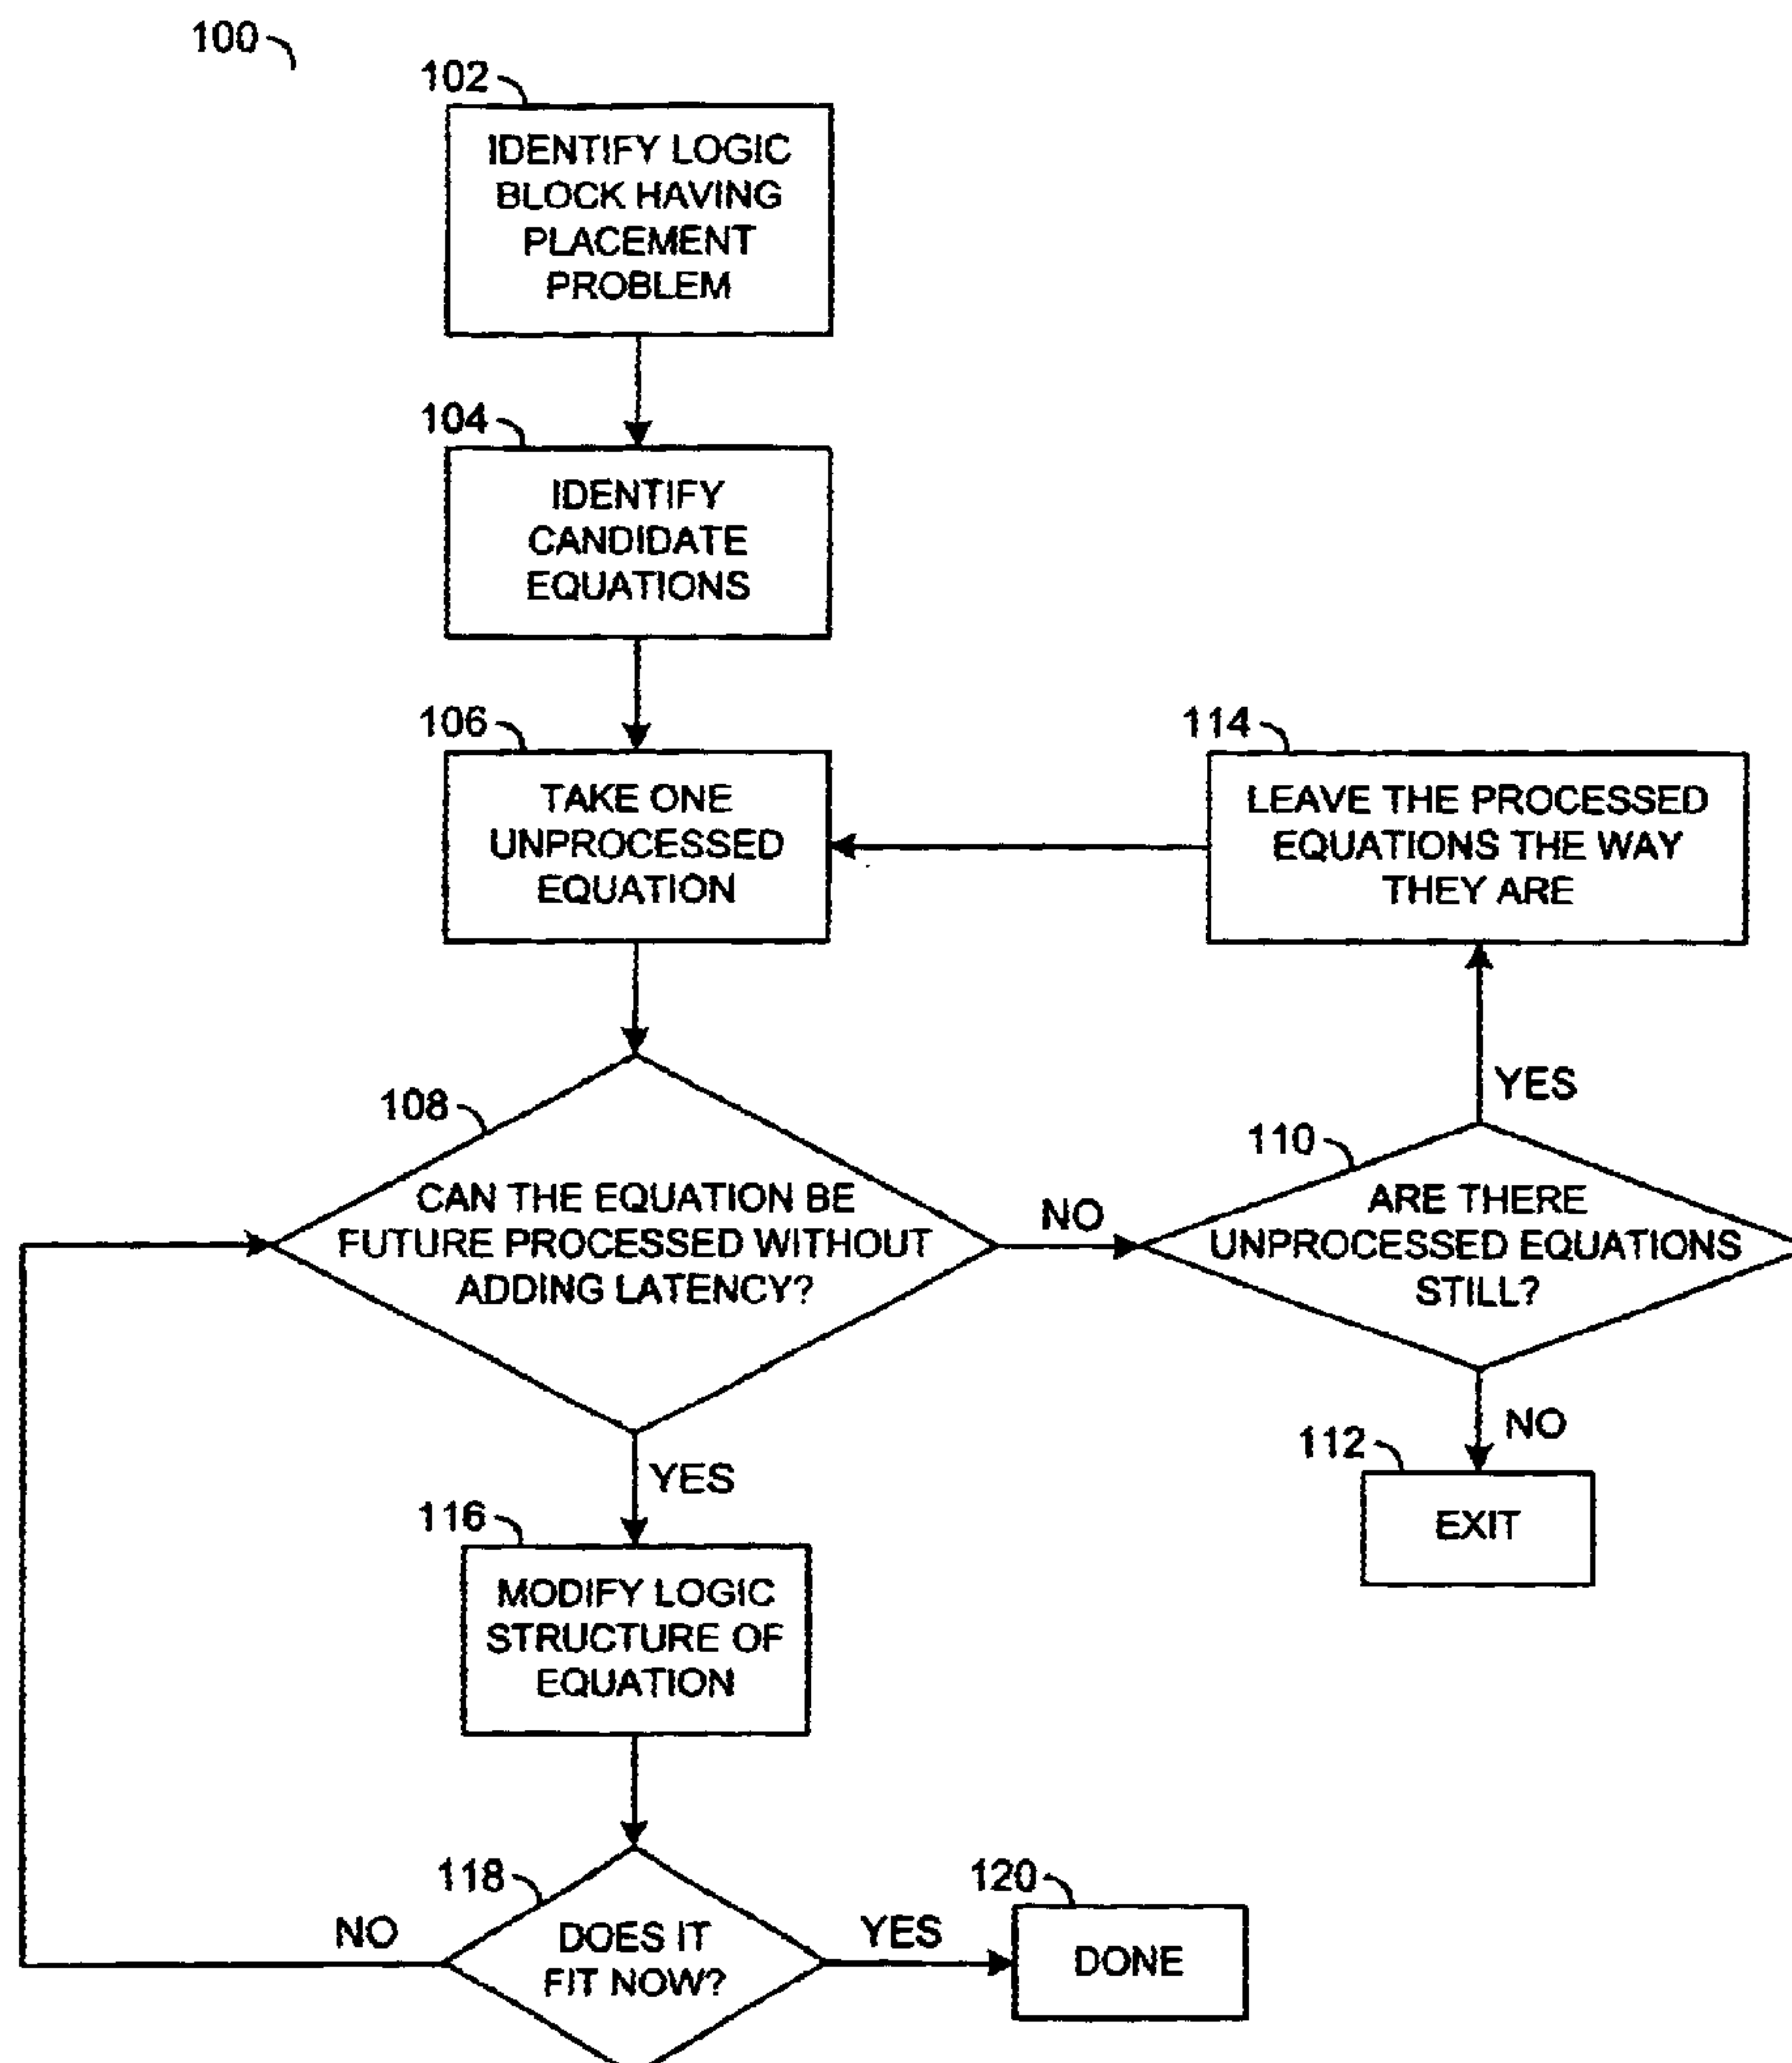 100
102
IDENTIFY LOGIC
BLOCK HAVING
PLACEMENT
PROBLEM
104
IDENTIFY
CANDIDATE
EQUATIONS
106
TAKE ONE
UNPROCESSED
EQUATION
114
LEAVE THE PROCESSED
EQUATIONS THE WAY
THEY ARE
108
CAN THE EQUATION BE
FUTURE PROCESSED WITHOUT
ADDING LATENCY?
NO
YES
110
ARE THERE
UNPROCESSED EQUATIONS
STILL?
NO
112
EXIT
YES
116
MODIFY LOGIC
STRUCTURE OF
EQUATION
118
DOES IT
FIT NOW?
NO
YES
120
DONE